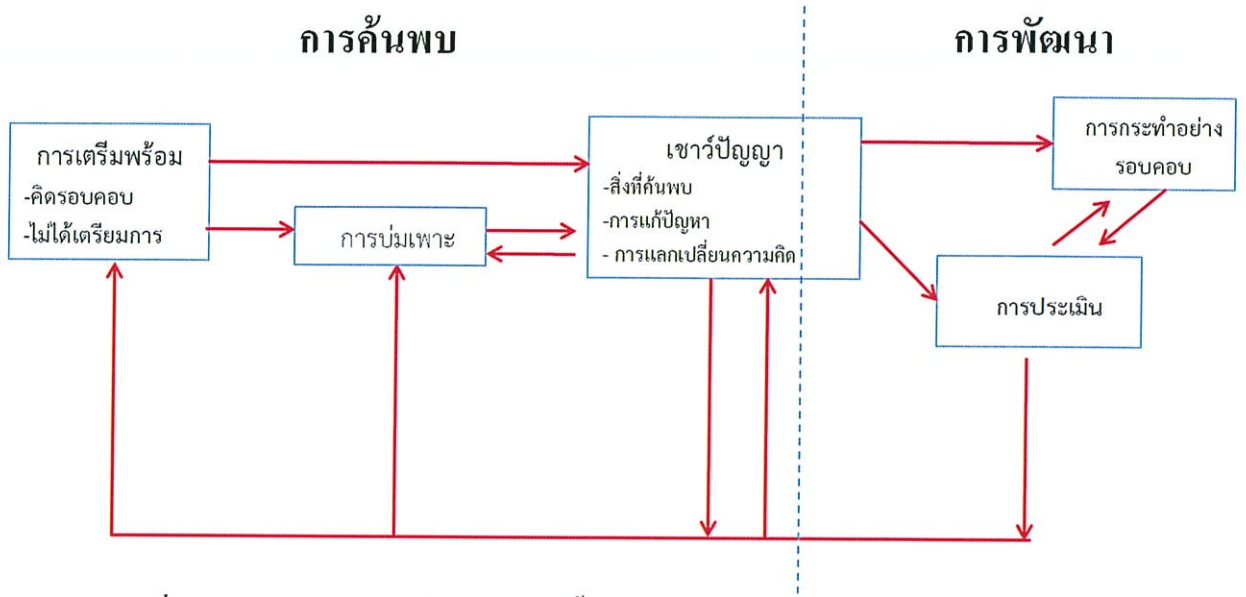 การค้นพบ
การพัฒนา
การเตรีมพร้อม
-คิดรอบคอบ
-ไม่ได้เตรียมการ
การบ่มเพาะ
เชาว์ปัญญา
-สิ่งที่ค้นพบ
-การแก้ปัญหา
- การแลกเปลี่ยนความคิด
การกระทำอย่าง
รอบคอบ
การประเมิน